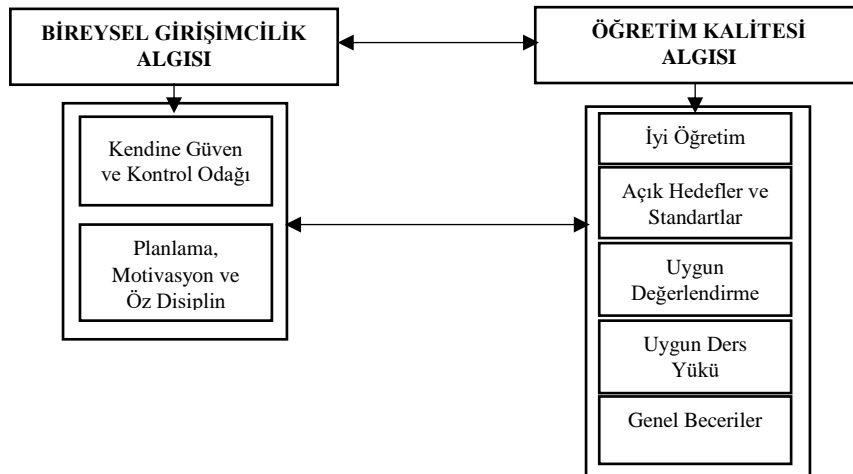 BİREYSEL GİRİŞİMCİLİK
ALGISI
ÖĞRETİM KALİTESİ
ALGISI
Kendine Güven
ve Kontrol Odağı
Planlama,
Motivasyon ve
Öz Disiplin
İyi Öğretim
Açık Hedefler ve
Standartlar
Uygun
Değerlendirme
Uygun Ders
Yükü
Genel Beceriler